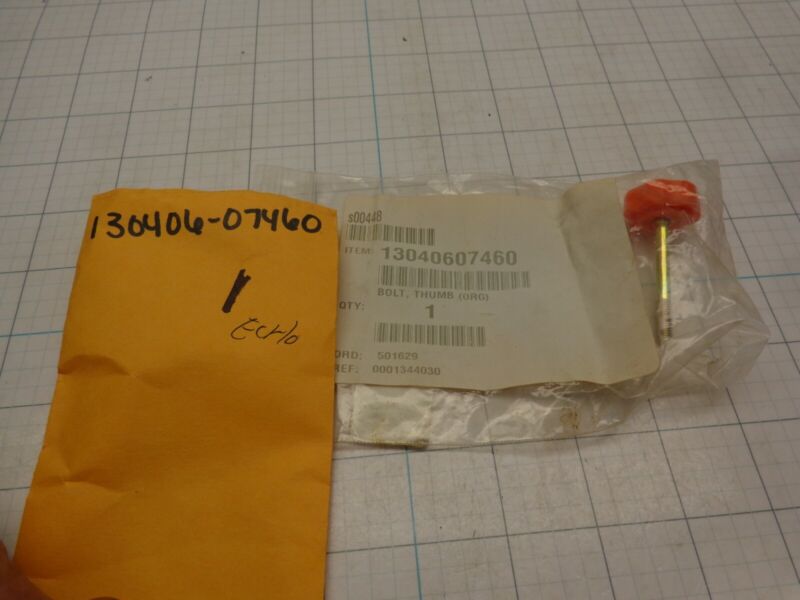 130406-07460
1
Echo
s00448
ITEM: 13040607460
BOLT, THUMB (ORG)
QTY: 1
ORD: 501629
REF: 0001344030